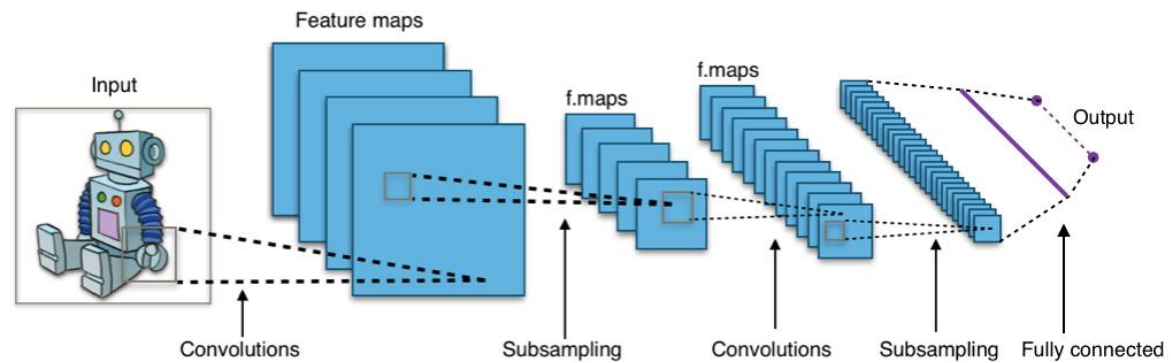 Feature maps
Input
f.maps
f.maps
Output
Convolutions
Subsampling
Convolutions
Subsampling
Fully connected